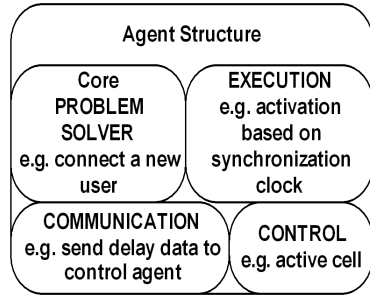 Agent Structure
Core
PROBLEM
SOLVER
e.g. connect a new
user
EXECUTION
e.g. activation
based on
synchronization
clock
COMMUNICATION
e.g. send delay data to
control agent
CONTROL
e.g. active cell